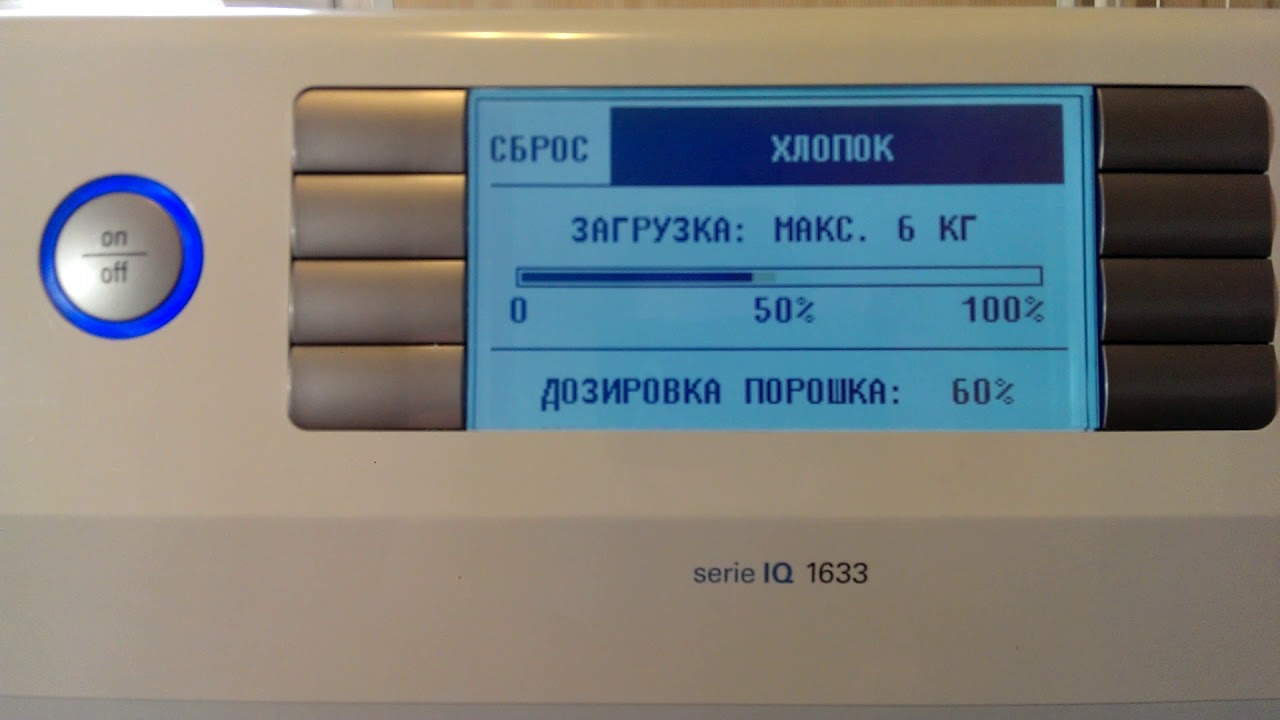 on
off
СБРОС ХЛОПОК
ЗАГРУЗКА: МАКС. 6 КГ
0 50% 100%
ДОЗИРОВКА ПОРОШКА: 60%
serie IQ 1633